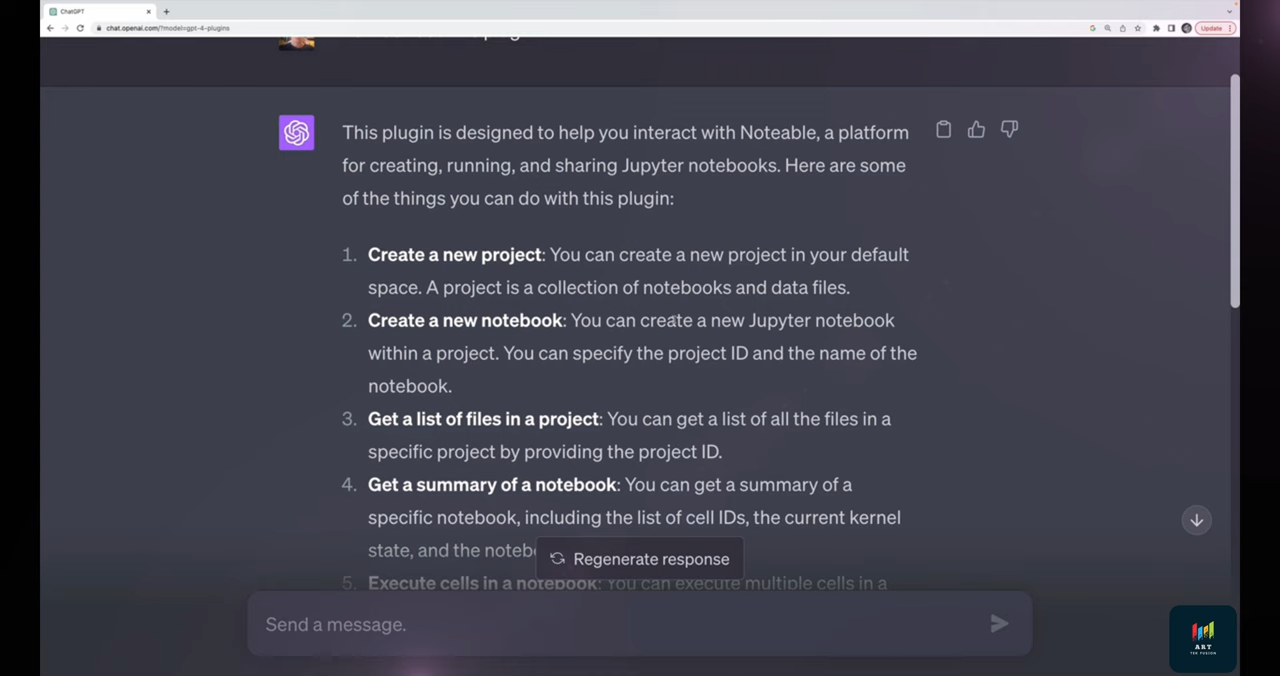 ChatGPT
chat.openai.com/?model=gpt-4-plugins
Update
This plugin is designed to help you interact with Noteable, a platform
for creating, running, and sharing Jupyter notebooks. Here are some
of the things you can do with this plugin:
1. Create a new project: You can create a new project in your default
space. A project is a collection of notebooks and data files.
2. Create a new notebook: You can create a new Jupyter notebook
within a project. You can specify the project ID and the name of the
notebook.
3. Get a list of files in a project: You can get a list of all the files in a
specific project by providing the project ID.
4. Get a summary of a notebook: You can get a summary of a
specific notebook, including the list of cell IDs, the current kernel
state, and the
Regenerate response
5. Execute cells in a notebook: You can execute multiple cells in a
Send a message.
ART
TEK FUSION